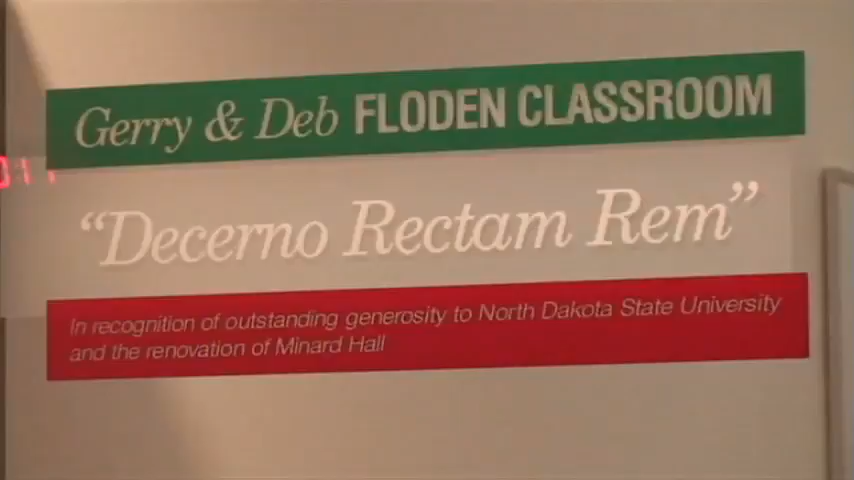 Gerry & Deb FLODEN CLASSROOM
"Decerno Rectam Rem"
In recognition of outstanding generosity to North Dakota State University
and the renovation of Minard Hall